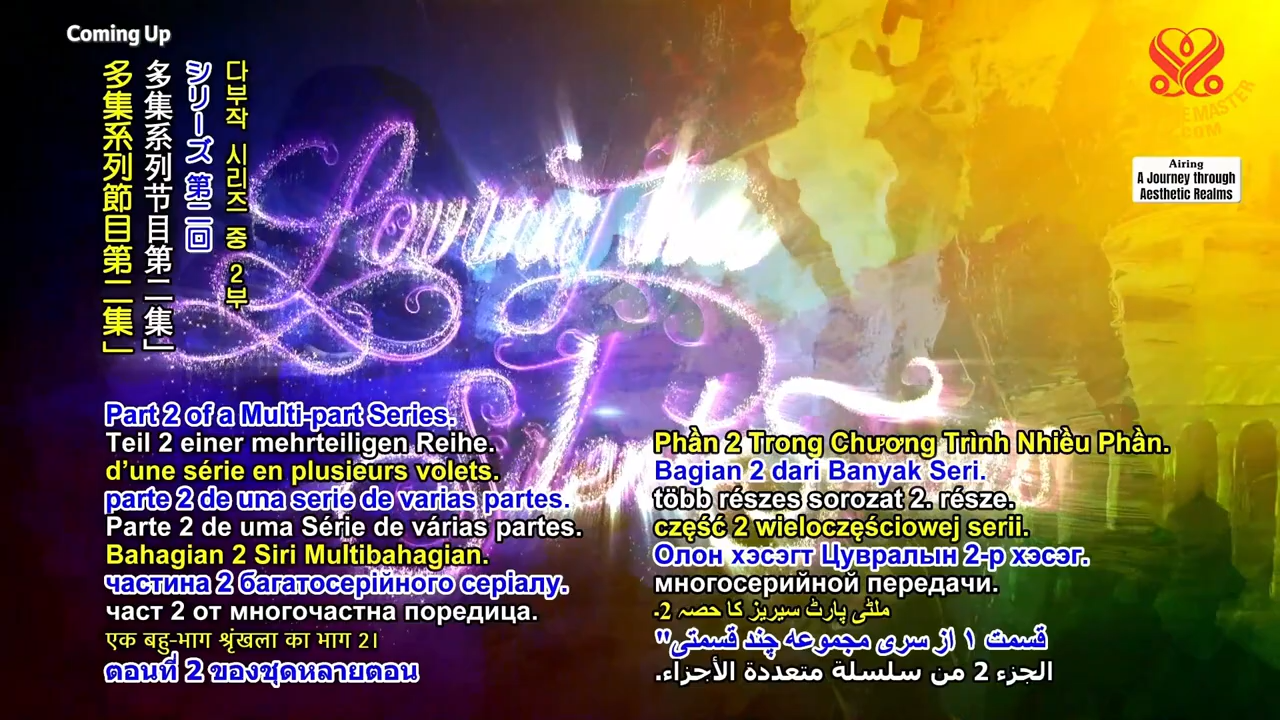 Coming Up
多集系列節目第二集」
多集系列节目第二集」
シリーズ 第二回
다부작 시리즈 중 2부
Loving the
EMASTER
.COM
Airing
A Journey through
Aesthetic Realms
Part 2 of a Multi-part Series.
Teil 2 einer mehrteiligen Reihe.
d’une série en plusieurs volets.
parte 2 de una serie de varias partes.
Parte 2 de uma Série de várias partes.
Bahagian 2 Siri Multibahagian.
частина 2 багатосерійного серіалу.
част 2 от многочастна поредица.
एक बहु-भाग श्रृंखला का भाग 2।
ตอนที่ 2 ของชุดหลายตอน
Phần 2 Trong Chương Trình Nhiều Phần.
Bagian 2 dari Banyak Seri.
több részes sorozat 2. része.
część 2 wieloczęściowej serii.
Олон хэсэгт Цувралын 2-р хэсэг.
многосерийной передачи.
ملٹی پارٹ سیریز کا حصہ 2.
قسمت ۱ از سری مجموعه چند قسمتی"
الجزء 2 من سلسلة متعددة الأجزاء.